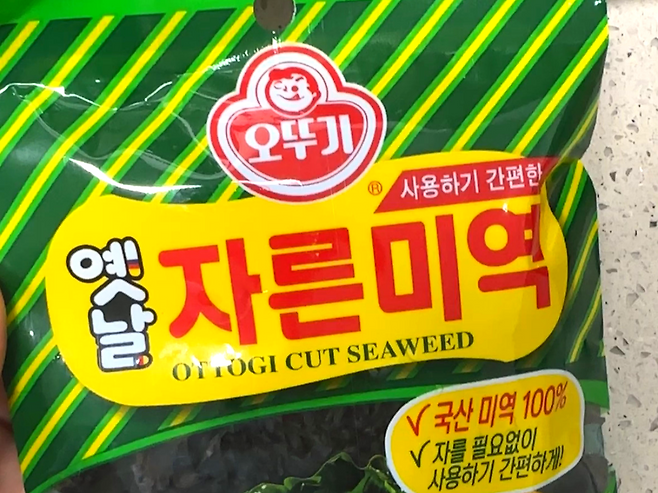 오뚜기
®
사용하기 간편한
옛날
자른미역
OTTOGI CUT SEAWEED
✓ 국산 미역 100%
✓ 자를 필요없이
사용하기 간편하게!